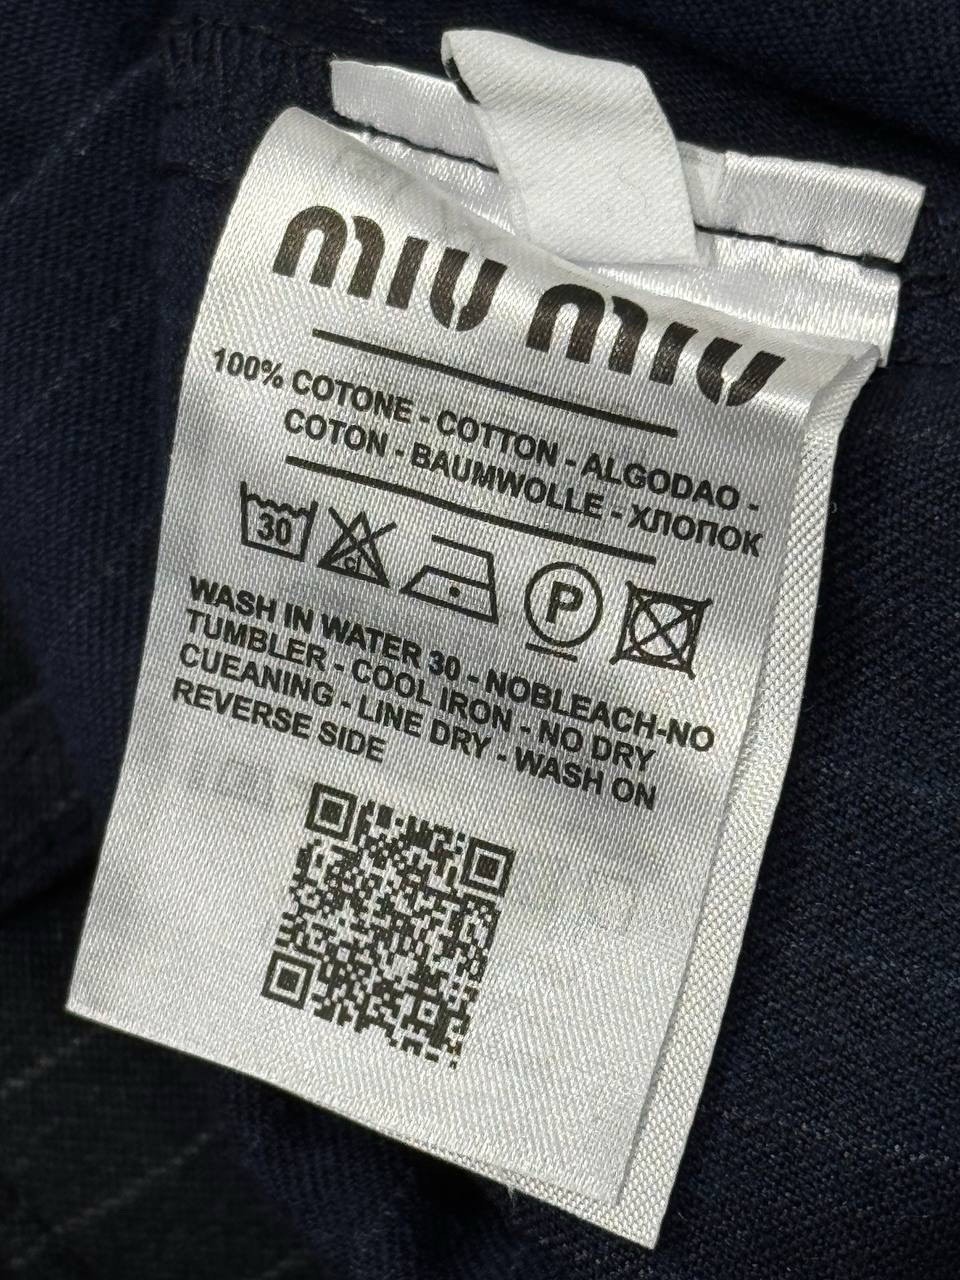 MIU MIU
100% COTONE - COTTON - ALGODAO -
COTON - BAUMWOLLE - ХЛОПОК
30 cl P
WASH IN WATER 30 - NOBLEACH-NO
TUMBLER - COOL IRON - NO DRY
CUEANING - LINE DRY - WASH ON
REVERSE SIDE